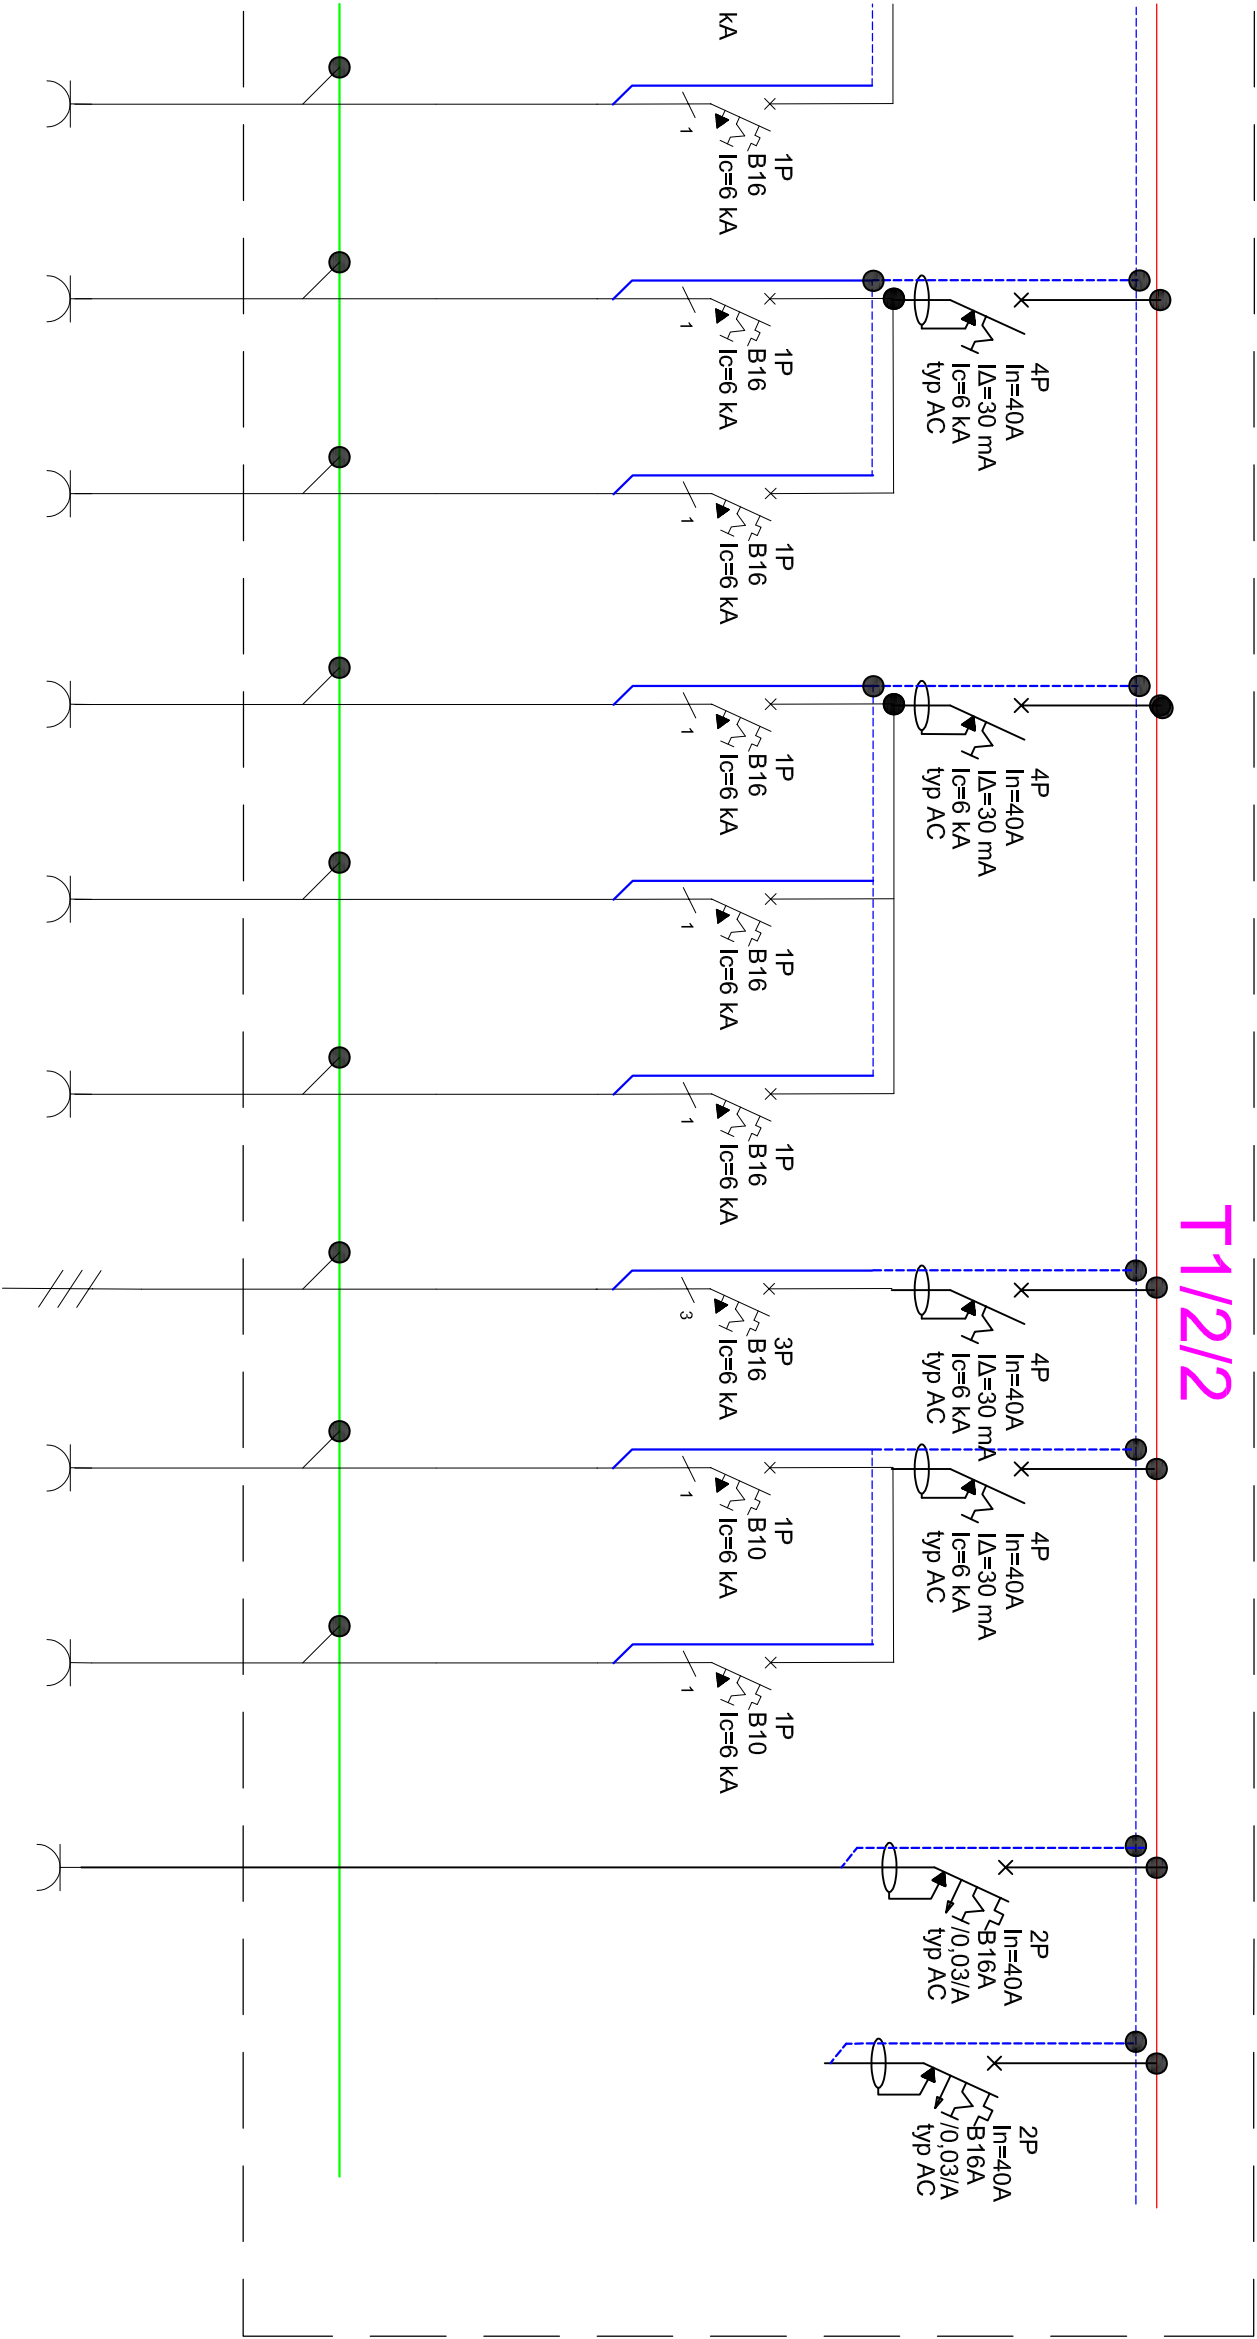 kA
T1/2/2
4P
In=40A
I∆=30 mA
Ic=6 kA
typ AC
4P
In=40A
I∆=30 mA
Ic=6 kA
typ AC
4P
In=40A
I∆=30 mA
Ic=6 kA
typ AC
4P
In=40A
I∆=30 mA
Ic=6 kA
typ AC
2P
In=40A
B16A
/0,03/A
typ AC
2P
In=40A
B16A
/0,03/A
typ AC
1P
B16
Ic=6 kA
1
1P
B16
Ic=6 kA
1
1P
B16
Ic=6 kA
1
1P
B16
Ic=6 kA
1
1P
B16
Ic=6 kA
1
1P
B16
Ic=6 kA
1
3P
B16
Ic=6 kA
3
1P
B10
Ic=6 kA
1
1P
B10
Ic=6 kA
1